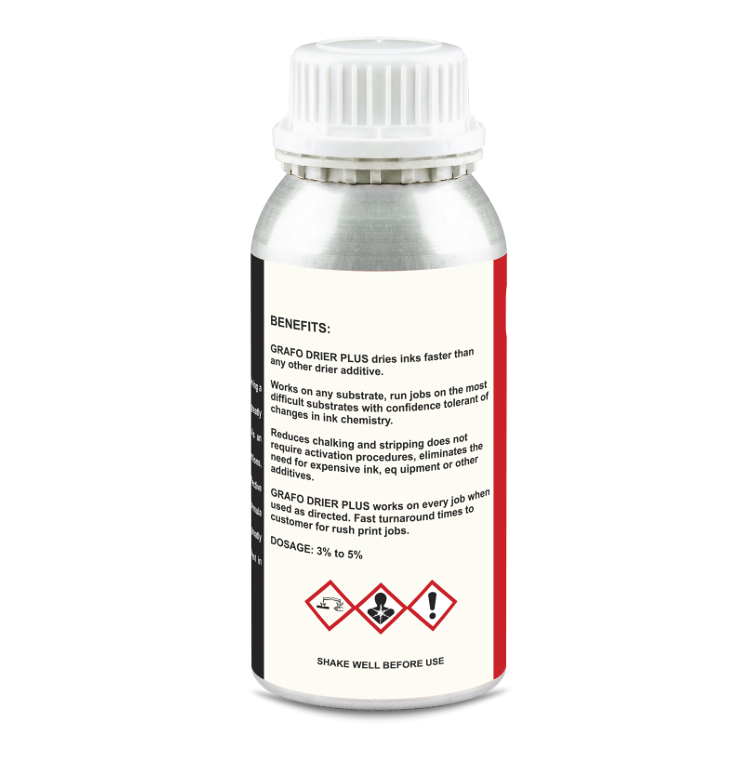 BENEFITS:
GRAFO DRIER PLUS dries inks faster than
any other drier additive.
Works on any substrate, run jobs on the most
difficult substrates with confidence tolerant of
changes in ink chemistry.
Reduces chalking and stripping does not
require activation procedures, eliminates the
need for expensive ink, eq uipment or other
additives.
GRAFO DRIER PLUS works on every job when
used as directed. Fast turnaround times to
customer for rush print jobs.
DOSAGE: 3% to 5%
SHAKE WELL BEFORE USE